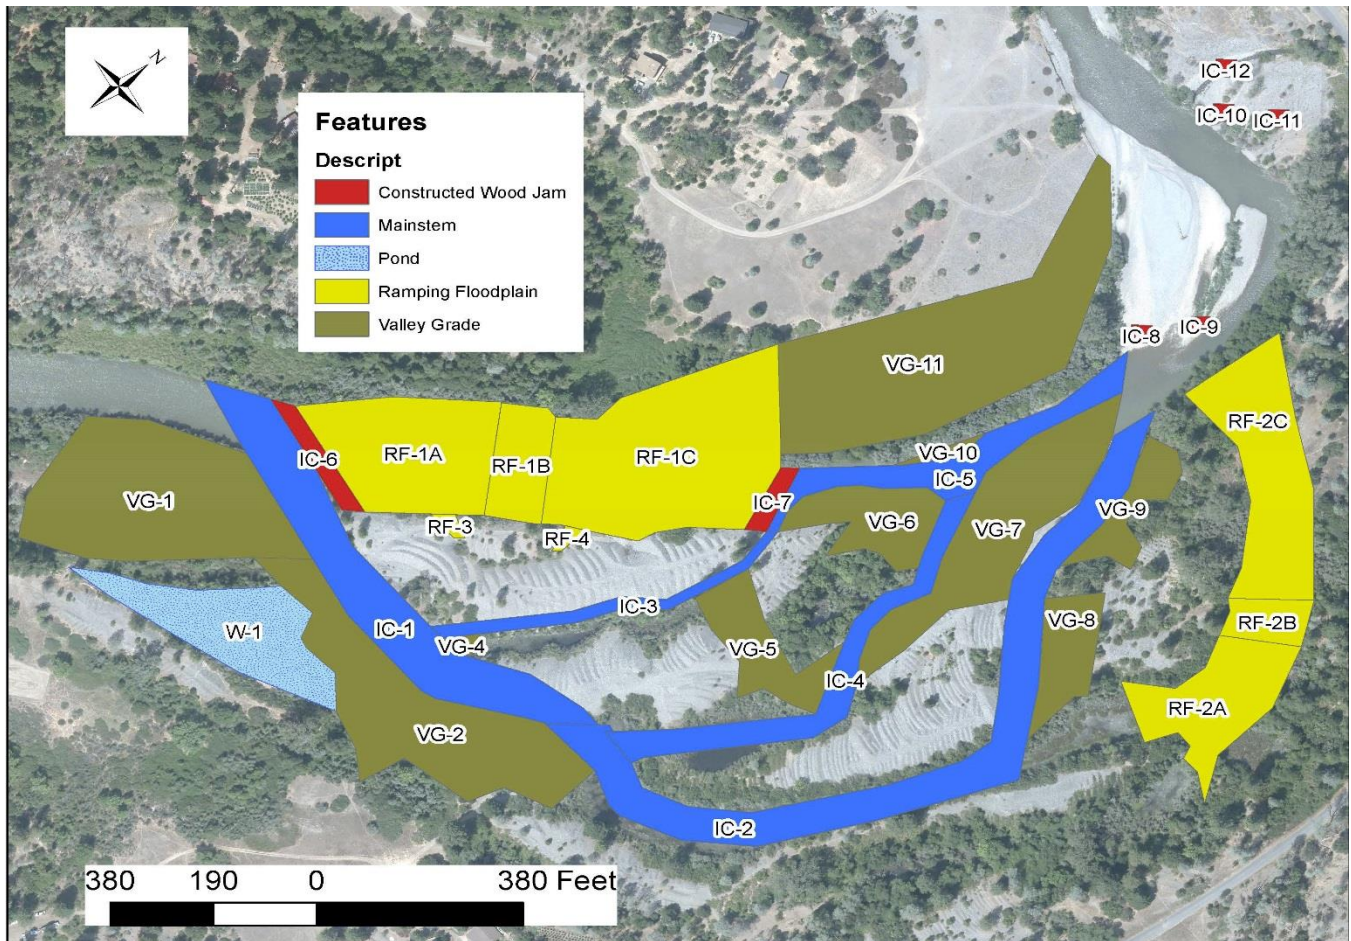 N
Features
Descript
Constructed Wood Jam
Mainstem
Pond
Ramping Floodplain
Valley Grade
IC-12
IC-10
IC-11
IC-8
IC-9
VG-11
RF-2C
RF-1A
RF-1B
RF-1C
IC-6
VG-10
IC-5
VG-1
IC-7
VG-9
RF-3
RF-4
VG-6
VG-7
IC-3
W-1
IC-1
VG-4
VG-5
VG-8
RF-2B
IC-4
RF-2A
VG-2
IC-2
380 190 0 380 Feet